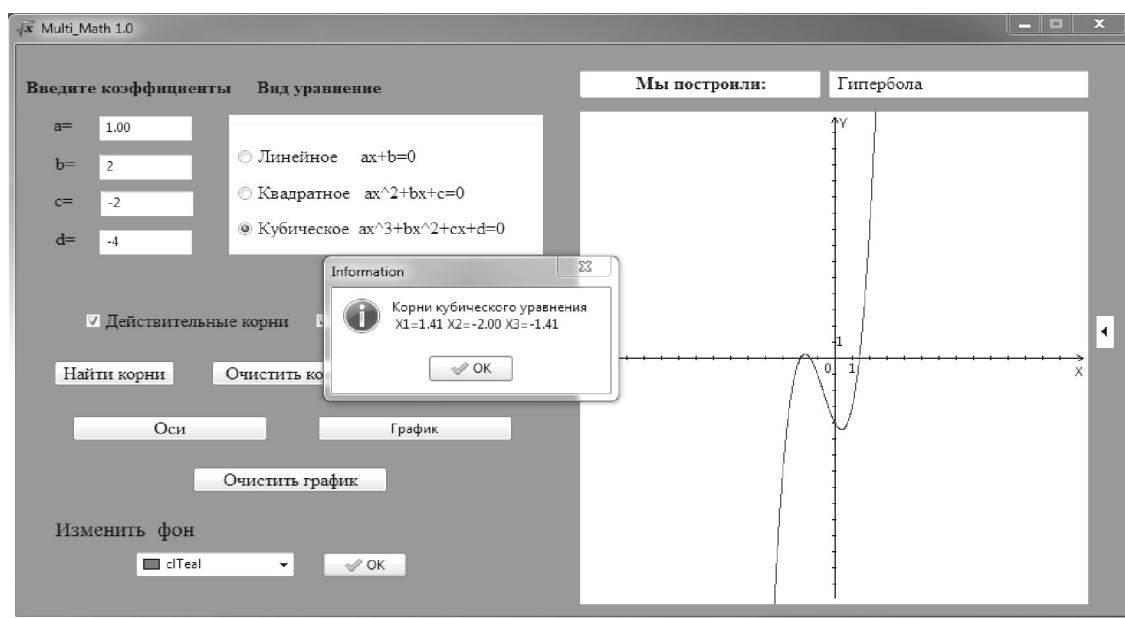 Multi_Math 1.0
Введите коэффициенты Вид уравнение
a= 1.00
b= 2
c= -2
d= -4
Линейное ax+b=0
Квадратное ax^2+bx+c=0
Кубическое ax^3+bx^2+cx+d=0
Действительные корни
Найти корни
Очистить ко
Оси
График
Очистить график
Изменить фон
clTeal
OK
Information
Корни кубического уравнения
X1=1.41 X2=-2.00 X3=-1.41
OK
Мы построили: Гипербола
Y
1
0 1
X